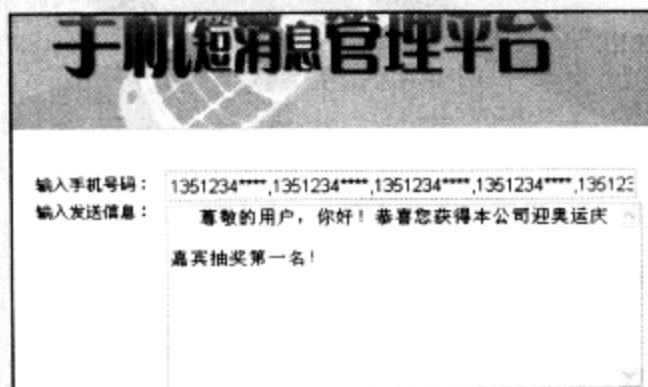 手机短消息管理平台
输入手机号码： 1351234****,1351234****,1351234****,1351234****,13512
输入发送信息： 尊敬的用户，你好！恭喜您获得本公司迎奥运庆
嘉宾抽奖第一名！